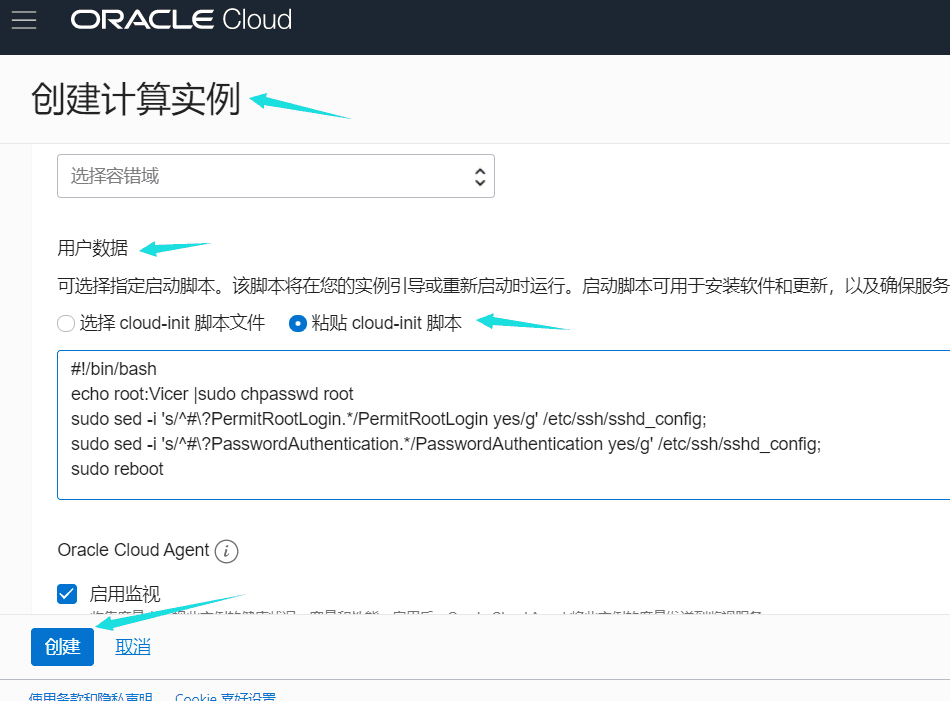 ORACLE Cloud
创建计算实例
选择容错域
用户数据
可选择指定启动脚本。该脚本将在您的实例引导或重新启动时运行。启动脚本可用于安装软件和更新，以及确保服务
选择 cloud-init 脚本文件 粘贴 cloud-init 脚本
#!/bin/bash
echo root:Vicer |sudo chpasswd root
sudo sed -i 's/^#\?PermitRootLogin.*/PermitRootLogin yes/g' /etc/ssh/sshd_config;
sudo sed -i 's/^#\?PasswordAuthentication.*/PasswordAuthentication yes/g' /etc/ssh/sshd_config;
sudo reboot
Oracle Cloud Agent
启用监视
创建 取消
使用条款和隐私声明 Cookie 喜好设置